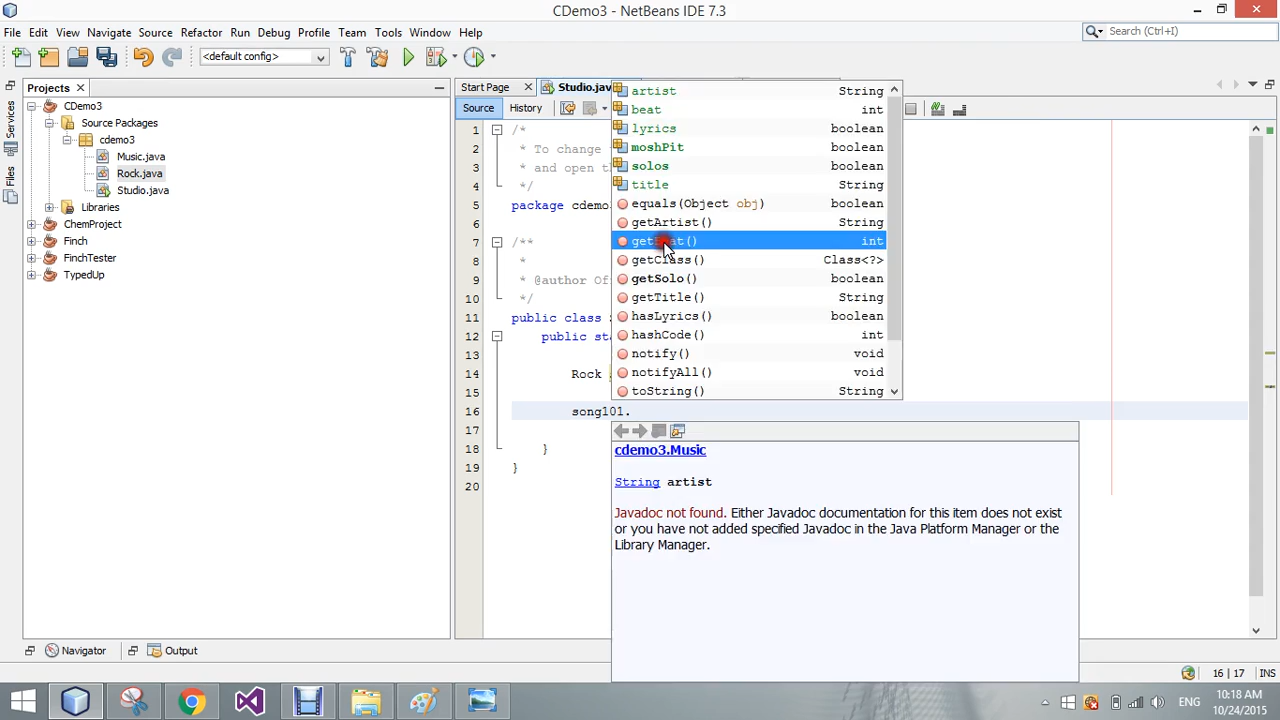 CDemo3 - NetBeans IDE 7.3
File Edit View Navigate Source Refactor Run Debug Profile Team Tools Window Help
Search (Ctrl+I)
<default config>
Projects
Services
Files
CDemo3
Source Packages
cdemo3
Music.java
Rock.java
Studio.java
Libraries
ChemProject
Finch
FinchTester
TypedUp
Start Page
Studio.java
Source History
1 /*
2 * To change
3 * and open th
4 */
5 package cdemo3
6
7 /**
8 *
9 * @author Of
10 */
11 public class
12 public sta
13
14 Rock
15
16 song101.
17
18 }
19 }
20
artist String
beat int
lyrics boolean
moshPit boolean
solos boolean
title String
equals(Object obj) boolean
getArtist() String
int
getClass() Class<?>
getSolo() boolean
getTitle() String
hasLyrics() boolean
hashCode() int
notify() void
notifyAll() void
toString() String
cdemo3.Music
String artist
Javadoc not found. Either Javadoc documentation for this item does not exist
or you have not added specified Javadoc in the Java Platform Manager or the
Library Manager.
Navigator
Output
16 | 17 INS
ENG
10:18 AM
10/24/2015